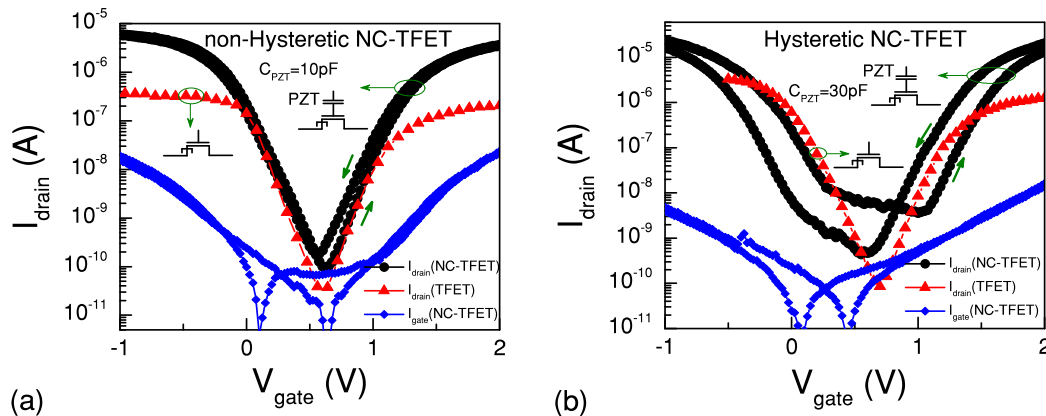 non-Hysteretic NC-TFET
C_PZT=10pF
PZT
I_drain (A)
10^-5
10^-6
10^-7
10^-8
10^-9
10^-10
10^-11
I_drain(NC-TFET)
I_drain(TFET)
I_gate(NC-TFET)
-1 0 1 2
V_gate (V)
(a)
Hysteretic NC-TFET
PZT
C_PZT=30pF
I_drain (A)
10^-5
10^-6
10^-7
10^-8
10^-9
10^-10
10^-11
I_drain(NC-TFET)
I_drain(TFET)
I_gate(NC-TFET)
-1 0 1 2
V_gate (V)
(b)